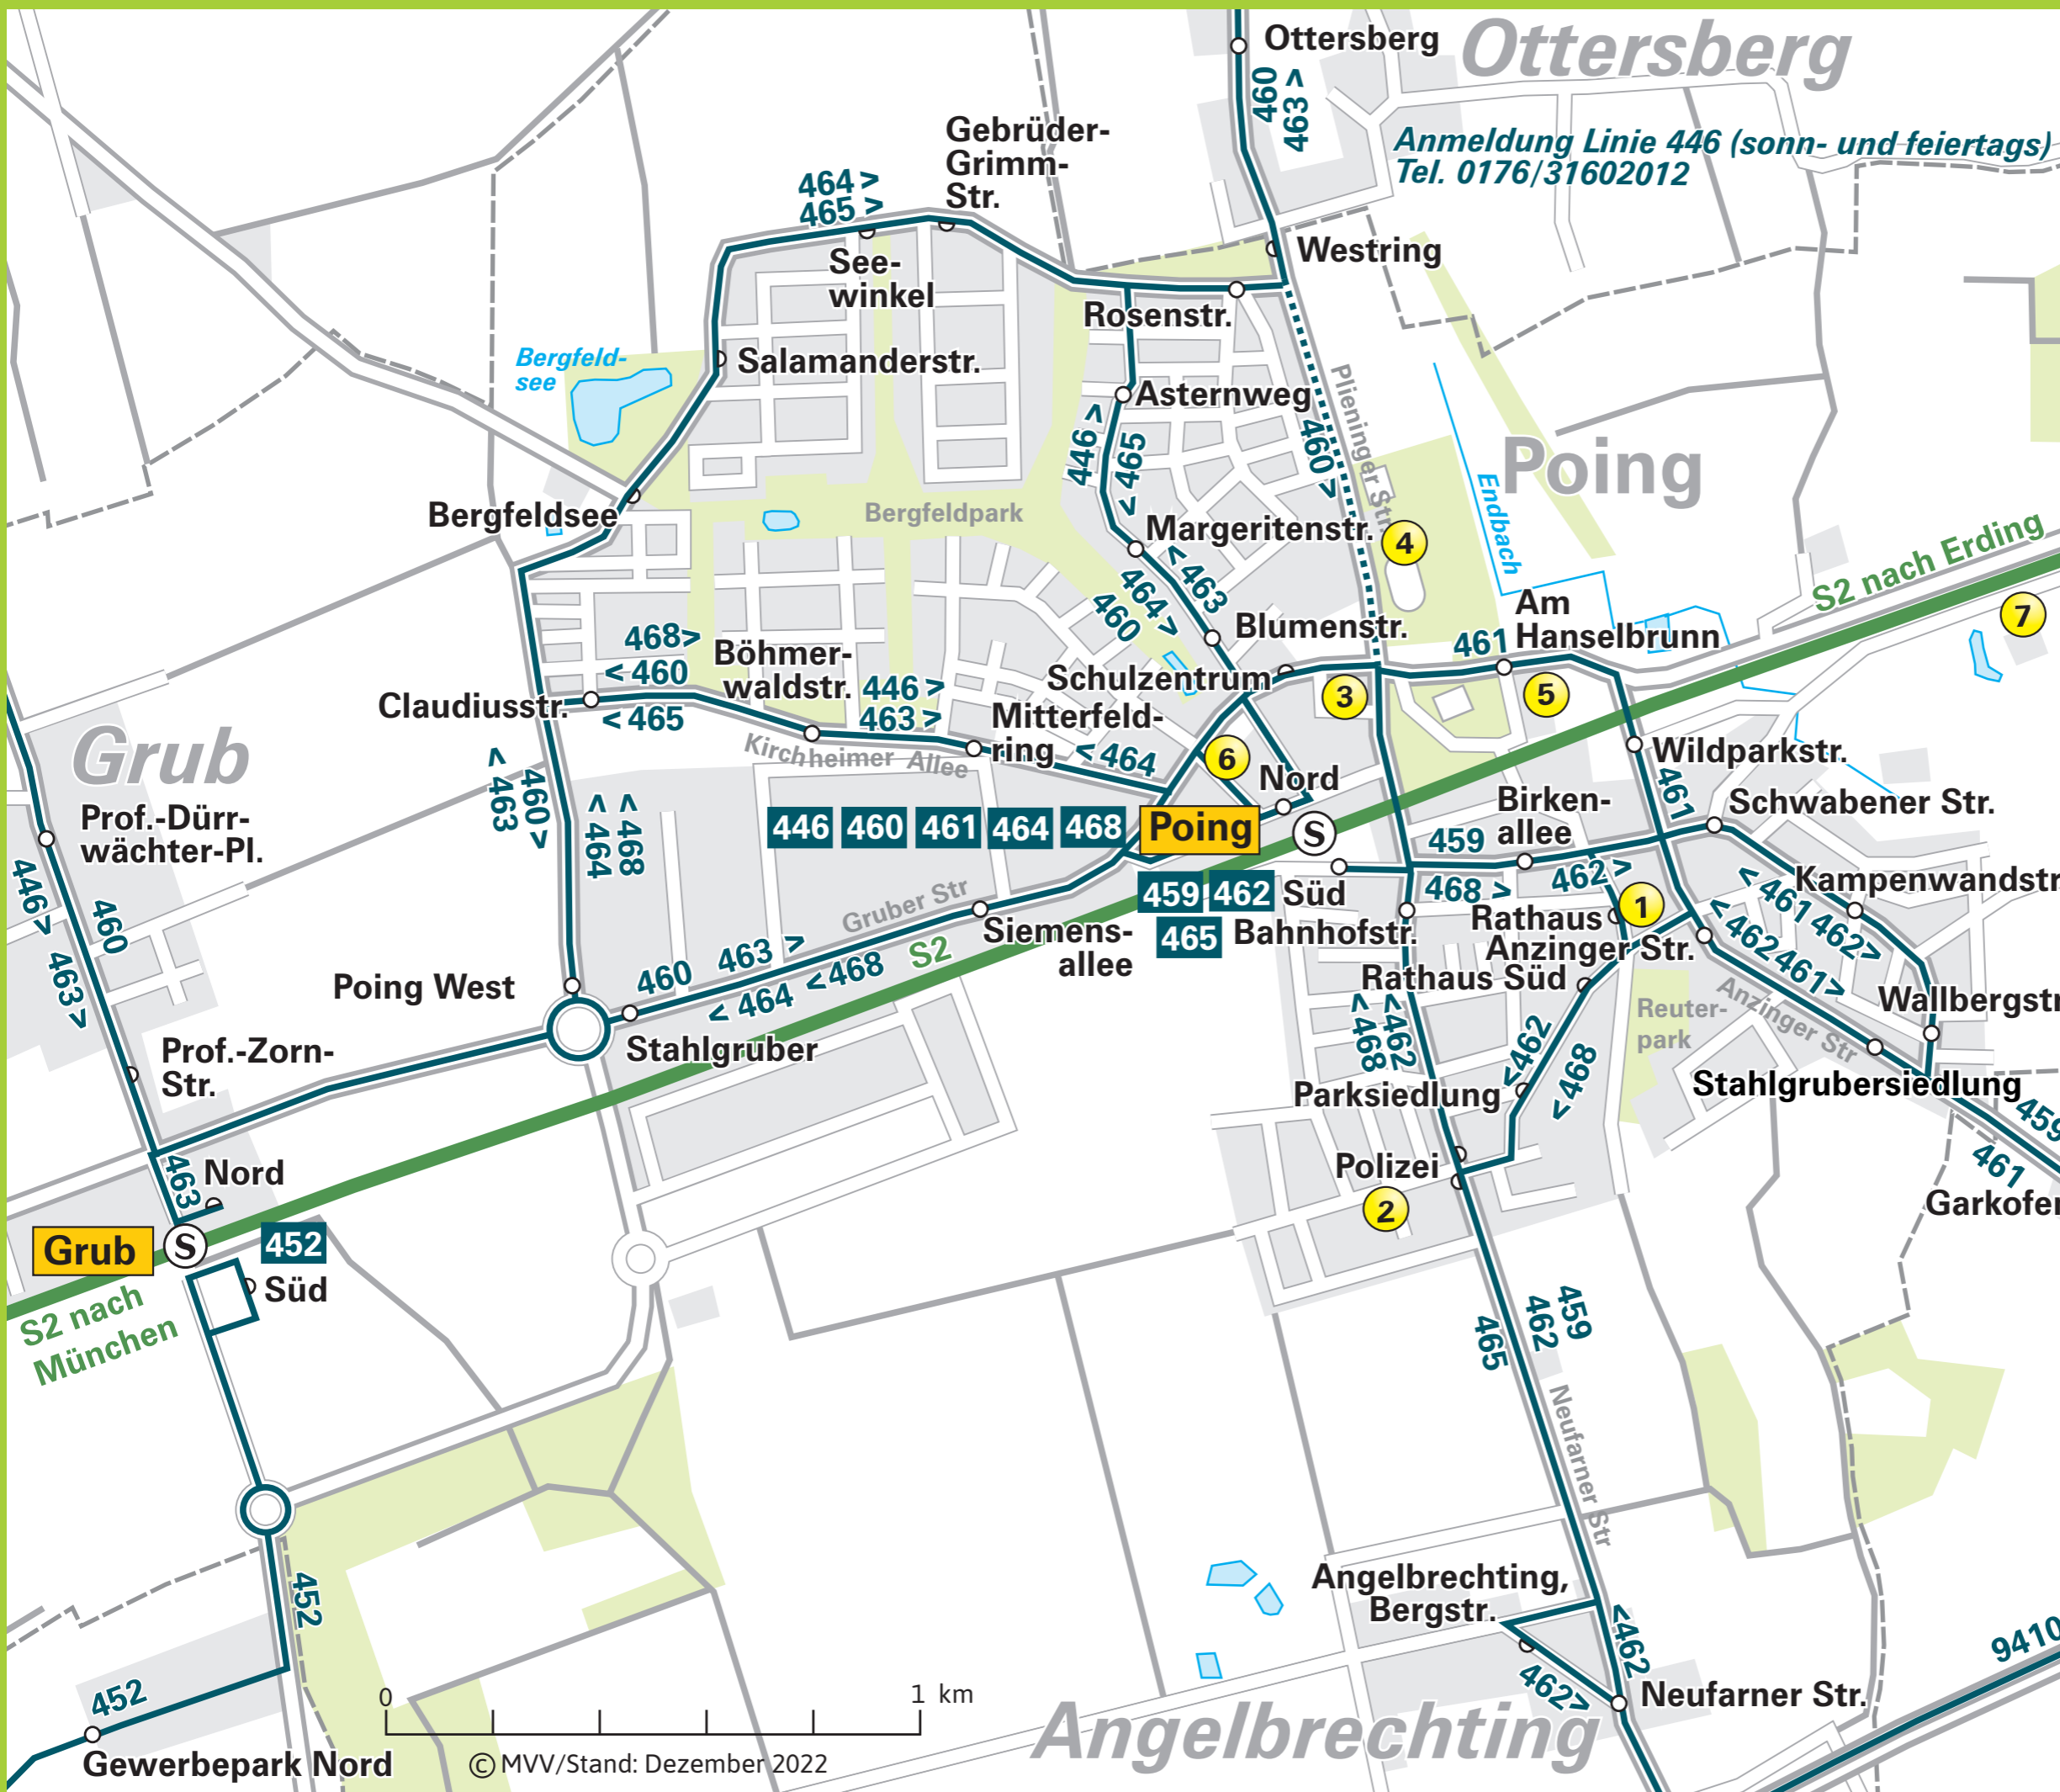 Ottersberg
Ottersberg
460
463 >
Anmeldung Linie 446 (sonn- und feiertags)
Tel. 0176/31602012
Gebrüder-
Grimm-
Str.
464 >
465 >
See-
winkel
Westring
Rosenstr.
Bergfeld-
see
Salamanderstr.
Asternweg
446 >
< 465
460 >
Plieninger Str.
Poing
Endbach
Bergfeldsee
Bergfeldpark
Margeritenstr.
4
< 463
464 >
460
S2 nach Erding
7
Blumenstr.
Am
Hanselbrunn
461
468>
< 460
Böhmer-
waldstr.
446 >
463 >
Schulzentrum
3
5
Claudiusstr.
< 465
Mitterfeld-
ring
< 464
Kirchheimer Allee
6
Nord
Wildparkstr.
461
Grub
Prof.-Dürr-
wächter-Pl.
< 463
460 >
< 464
< 468
446
460
461
464
468
Poing
S
Birken-
allee
Schwabener Str.
459
459
462
Süd
468 >
462 >
465
Bahnhofstr.
Rathaus
1
Kampenwandstr
< 461
462>
446>
460
463>
Gruber Str
Siemens-
allee
S2
Anzinger Str.
< 462
461>
Rathaus Süd
Poing West
460
463 >
< 464
<468
Stahlgruber
Reuter-
park
Anzinger Str
Wallbergstr
Prof.-Zorn-
Str.
<468
<462
<462
<468
Parksiedlung
Stahlgrubersiedlung
459
461
Garkofen
463
Nord
Polizei
2
Grub
S
452
Süd
S2 nach
München
465
462
459
Neufarner Str
452
Angelbrechting,
Bergstr.
<462
462>
Neufarner Str.
9410
452
Gewerbepark Nord
0
1 km
© MVV/Stand: Dezember 2022
Angelbrechting